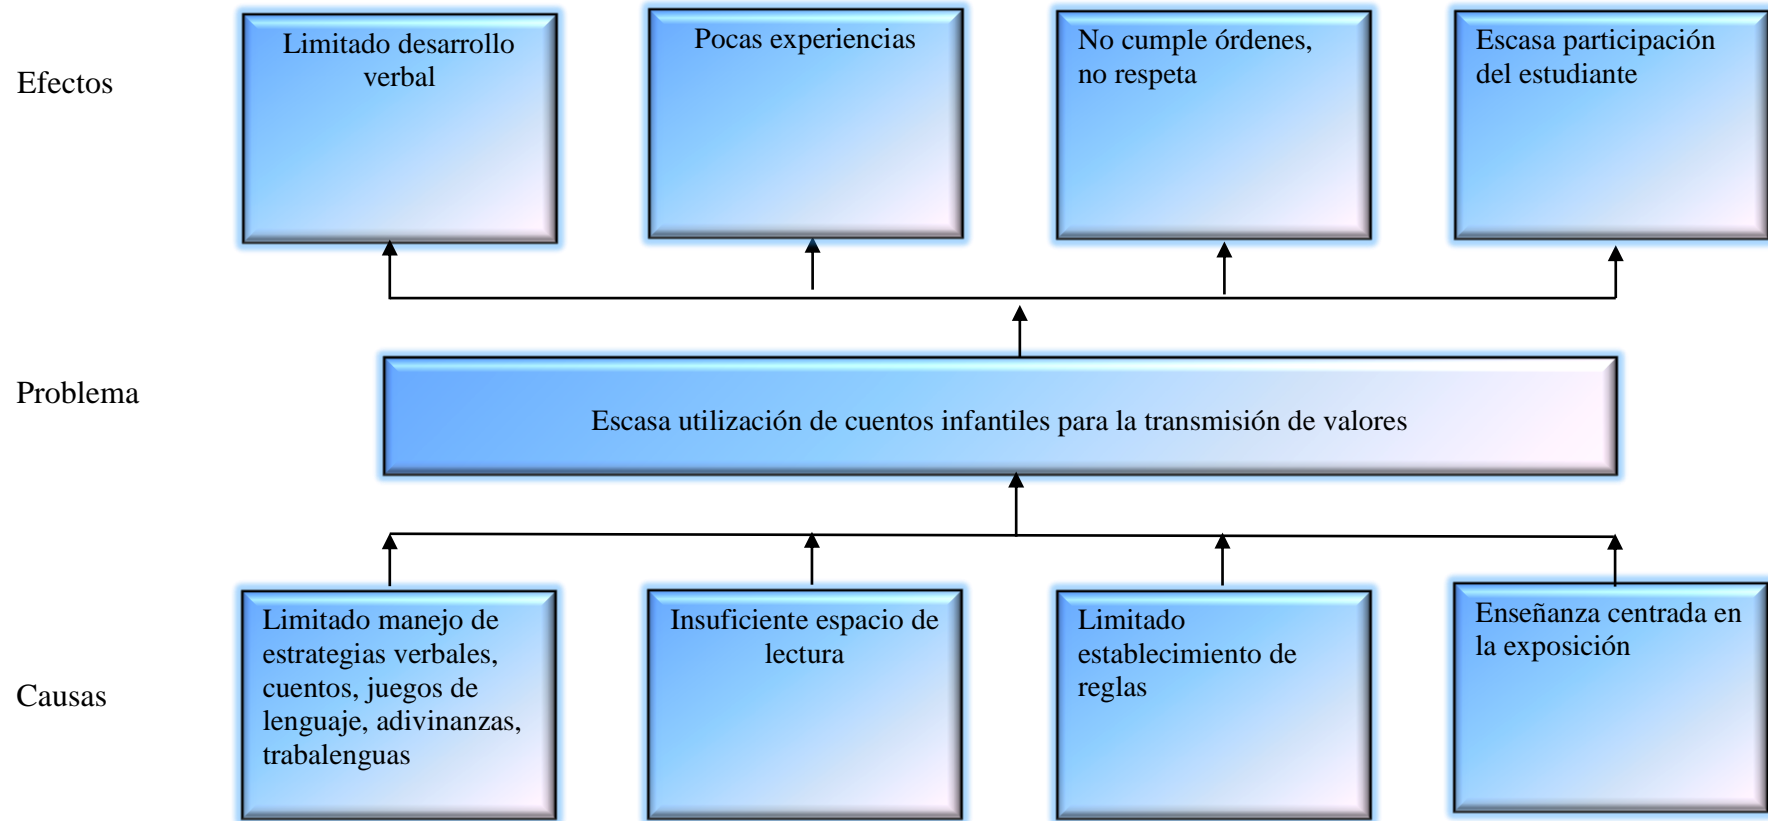 Efectos
Limitado desarrollo
verbal
Pocas experiencias
No cumple órdenes,
no respeta
Escasa participación
del estudiante
Problema
Escasa utilización de cuentos infantiles para la transmisión de valores
Causas
Limitado manejo de
estrategias verbales,
cuentos, juegos de
lenguaje, adivinanzas,
trabalenguas
Insuficiente espacio de
lectura
Limitado
establecimiento de
reglas
Enseñanza centrada en
la exposición